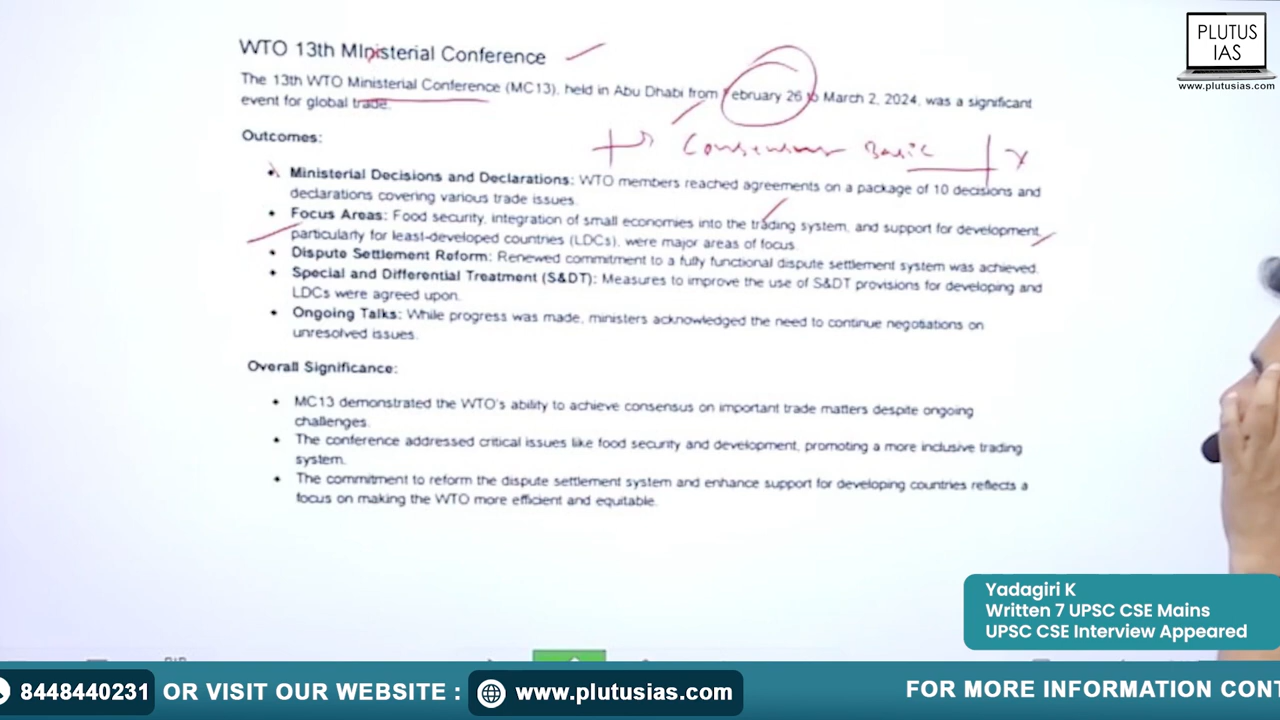 PLUTUS
IAS
www.plutusias.com
WTO 13th MInisterial Conference
The 13th WTO Ministerial Conference (MC13), held in Abu Dhabi from February 26 to March 2, 2024, was a significant
event for global trade.
Consensus Basic
Outcomes:
• Ministerial Decisions and Declarations: WTO members reached agreements on a package of 10 decisions and
declarations covering various trade issues.
• Focus Areas: Food security, integration of small economies into the trading system, and support for development,
particularly for least-developed countries (LDCs), were major areas of focus.
• Dispute Settlement Reform: Renewed commitment to a fully functional dispute settlement system was achieved.
• Special and Differential Treatment (S&DT): Measures to improve the use of S&DT provisions for developing and
LDCs were agreed upon.
• Ongoing Talks: While progress was made, ministers acknowledged the need to continue negotiations on
unresolved issues.
Overall Significance:
• MC13 demonstrated the WTO's ability to achieve consensus on important trade matters despite ongoing
challenges.
• The conference addressed critical issues like food security and development, promoting a more inclusive trading
system.
• The commitment to reform the dispute settlement system and enhance support for developing countries reflects a
focus on making the WTO more efficient and equitable.
Yadagiri K
Written 7 UPSC CSE Mains
UPSC CSE Interview Appeared
8448440231 OR VISIT OUR WEBSITE : www.plutusias.com FOR MORE INFORMATION CONT